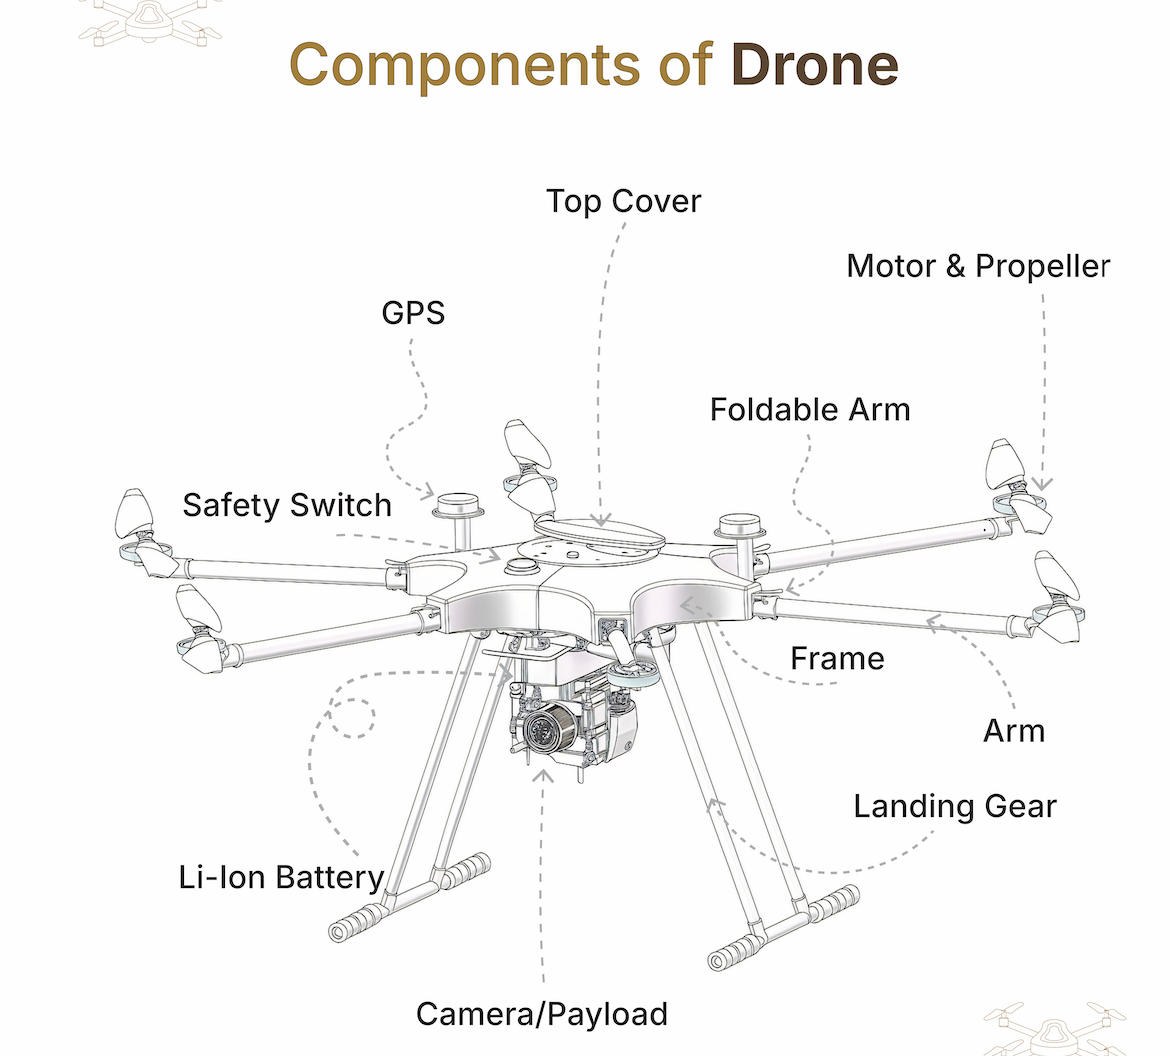 Components of Drone
Top Cover
Motor & Propeller
GPS
Foldable Arm
Safety Switch
Frame
Arm
Landing Gear
Li-Ion Battery
Camera/Payload